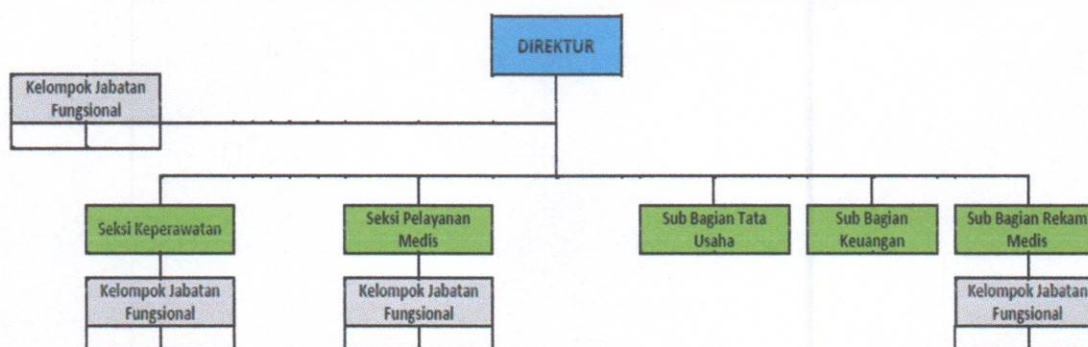 DIREKTUR
Kelompok Jabatan
Fungsional
Seksi Keperawatan
Seksi Pelayanan
Medis
Sub Bagian Tata
Usaha
Sub Bagian
Keuangan
Sub Bagian Rekam
Medis
Kelompok Jabatan
Fungsional
Kelompok Jabatan
Fungsional
Kelompok Jabatan
Fungsional